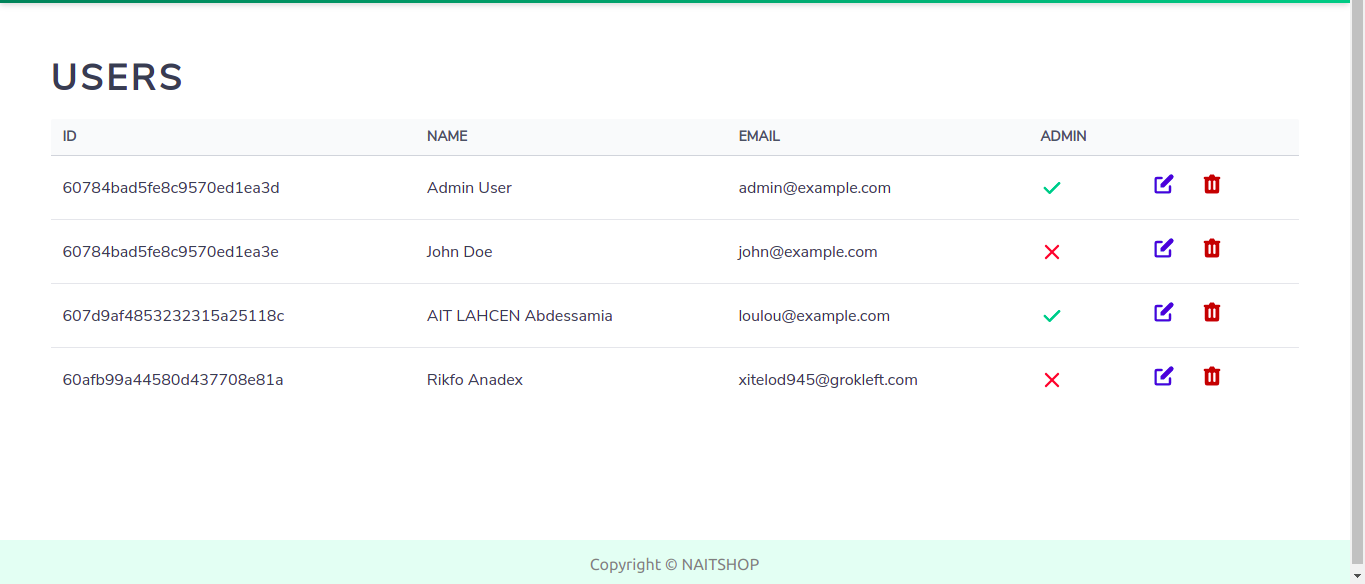 USERS
ID NAME EMAIL ADMIN
60784bad5fe8c9570ed1ea3d Admin User admin@example.com
60784bad5fe8c9570ed1ea3e John Doe john@example.com
607d9af4853232315a25118c AIT LAHCEN Abdessamia loulou@example.com
60afb99a44580d437708e81a Rikfo Anadex xitelod945@grokleft.com
Copyright © NAITSHOP